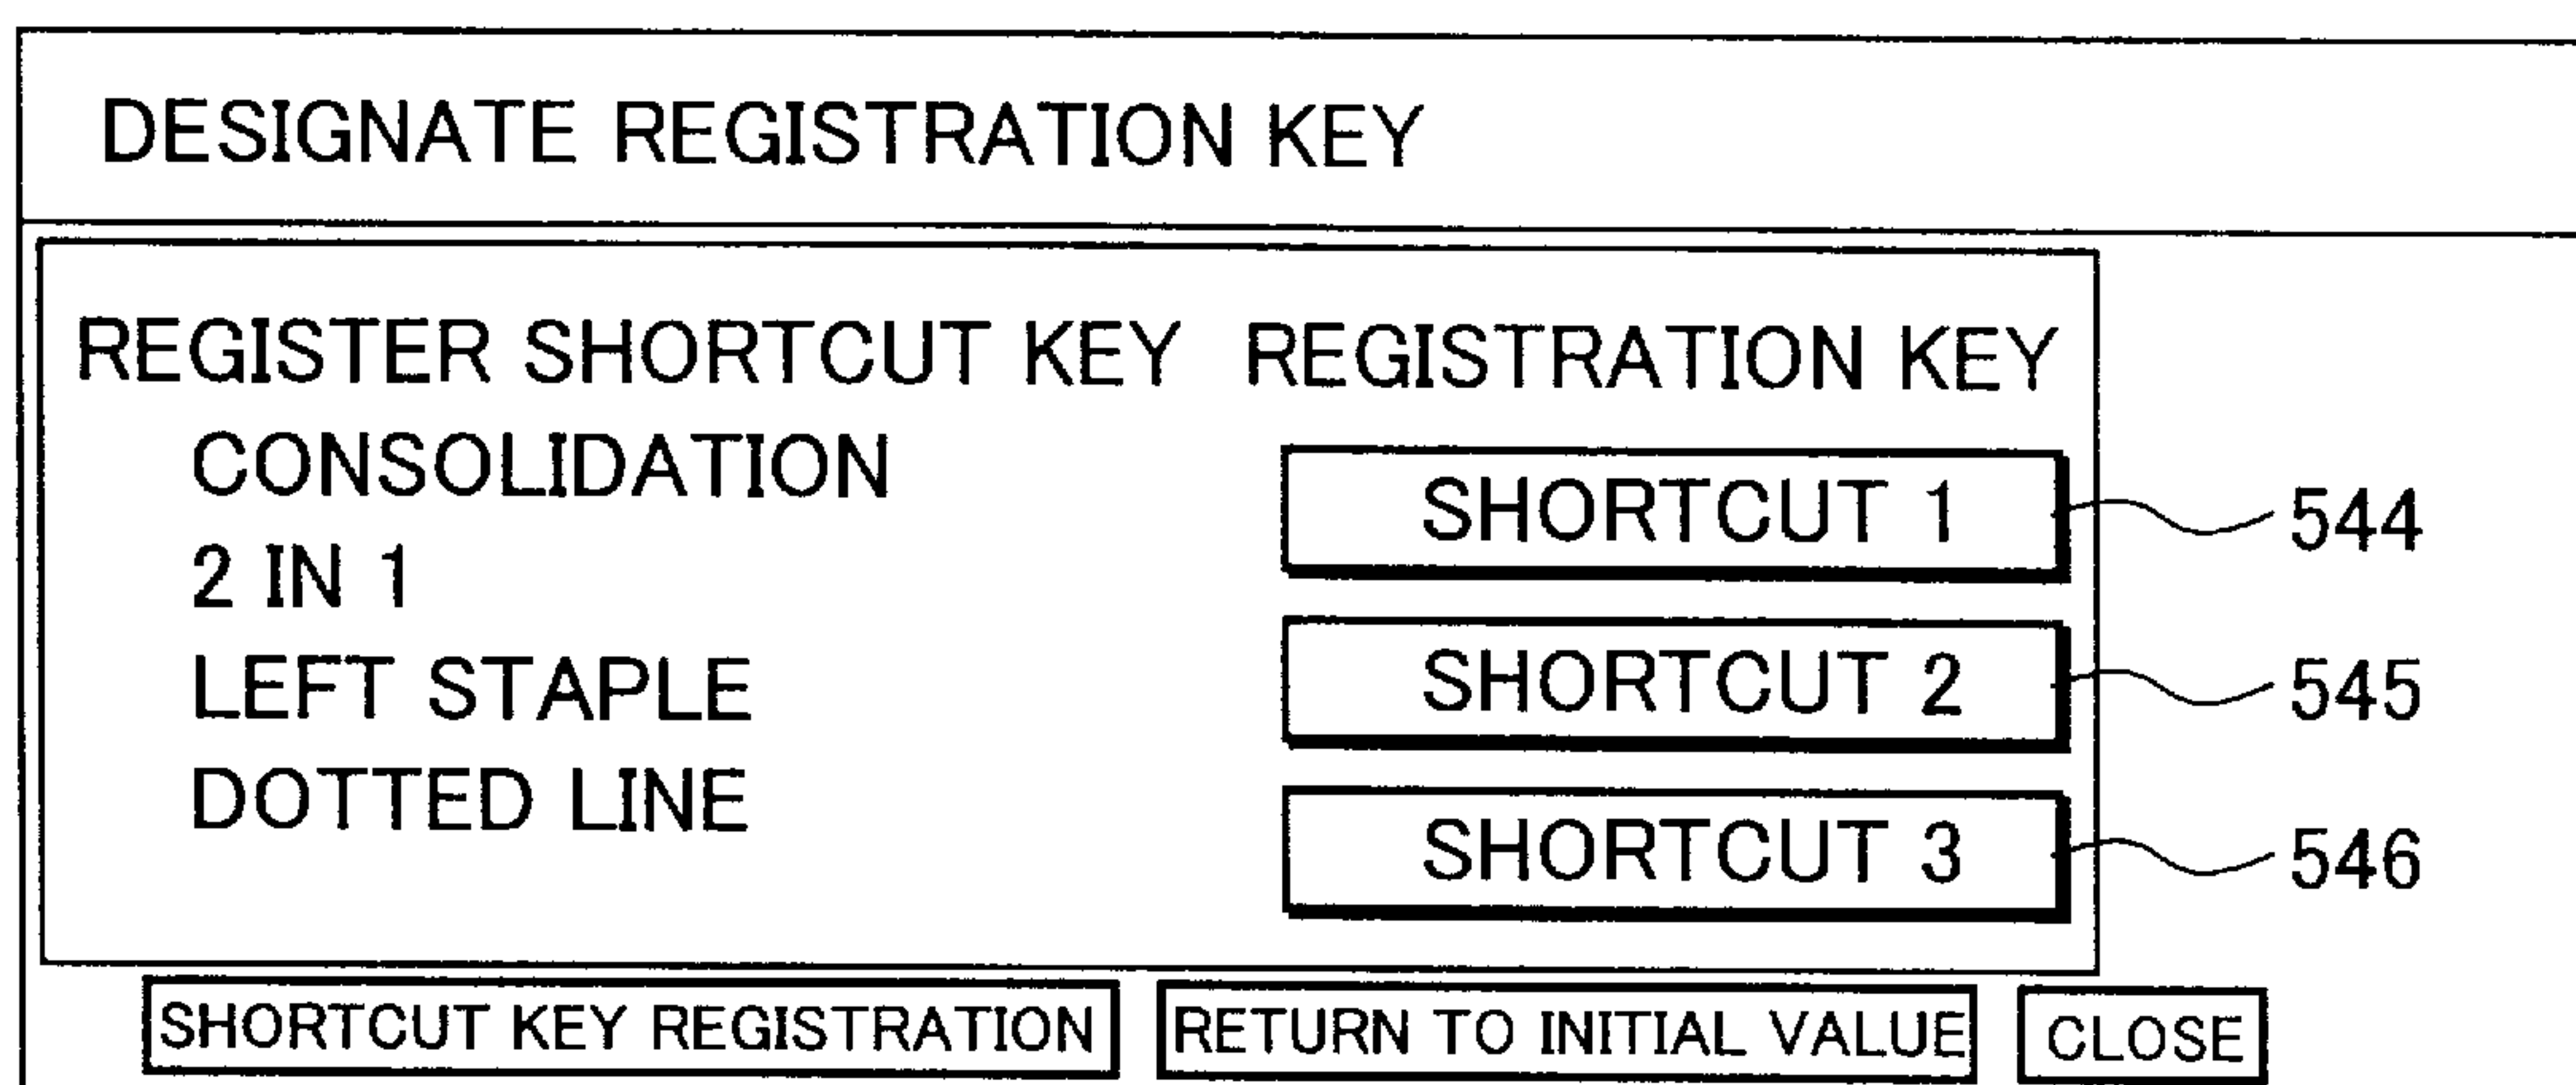 DESIGNATE REGISTRATION KEY
REGISTER SHORTCUT KEY REGISTRATION KEY
CONSOLIDATION
2 IN 1
LEFT STAPLE
DOTTED LINE
SHORTCUT 1 544
SHORTCUT 2 545
SHORTCUT 3 546
SHORTCUT KEY REGISTRATION RETURN TO INITIAL VALUE CLOSE